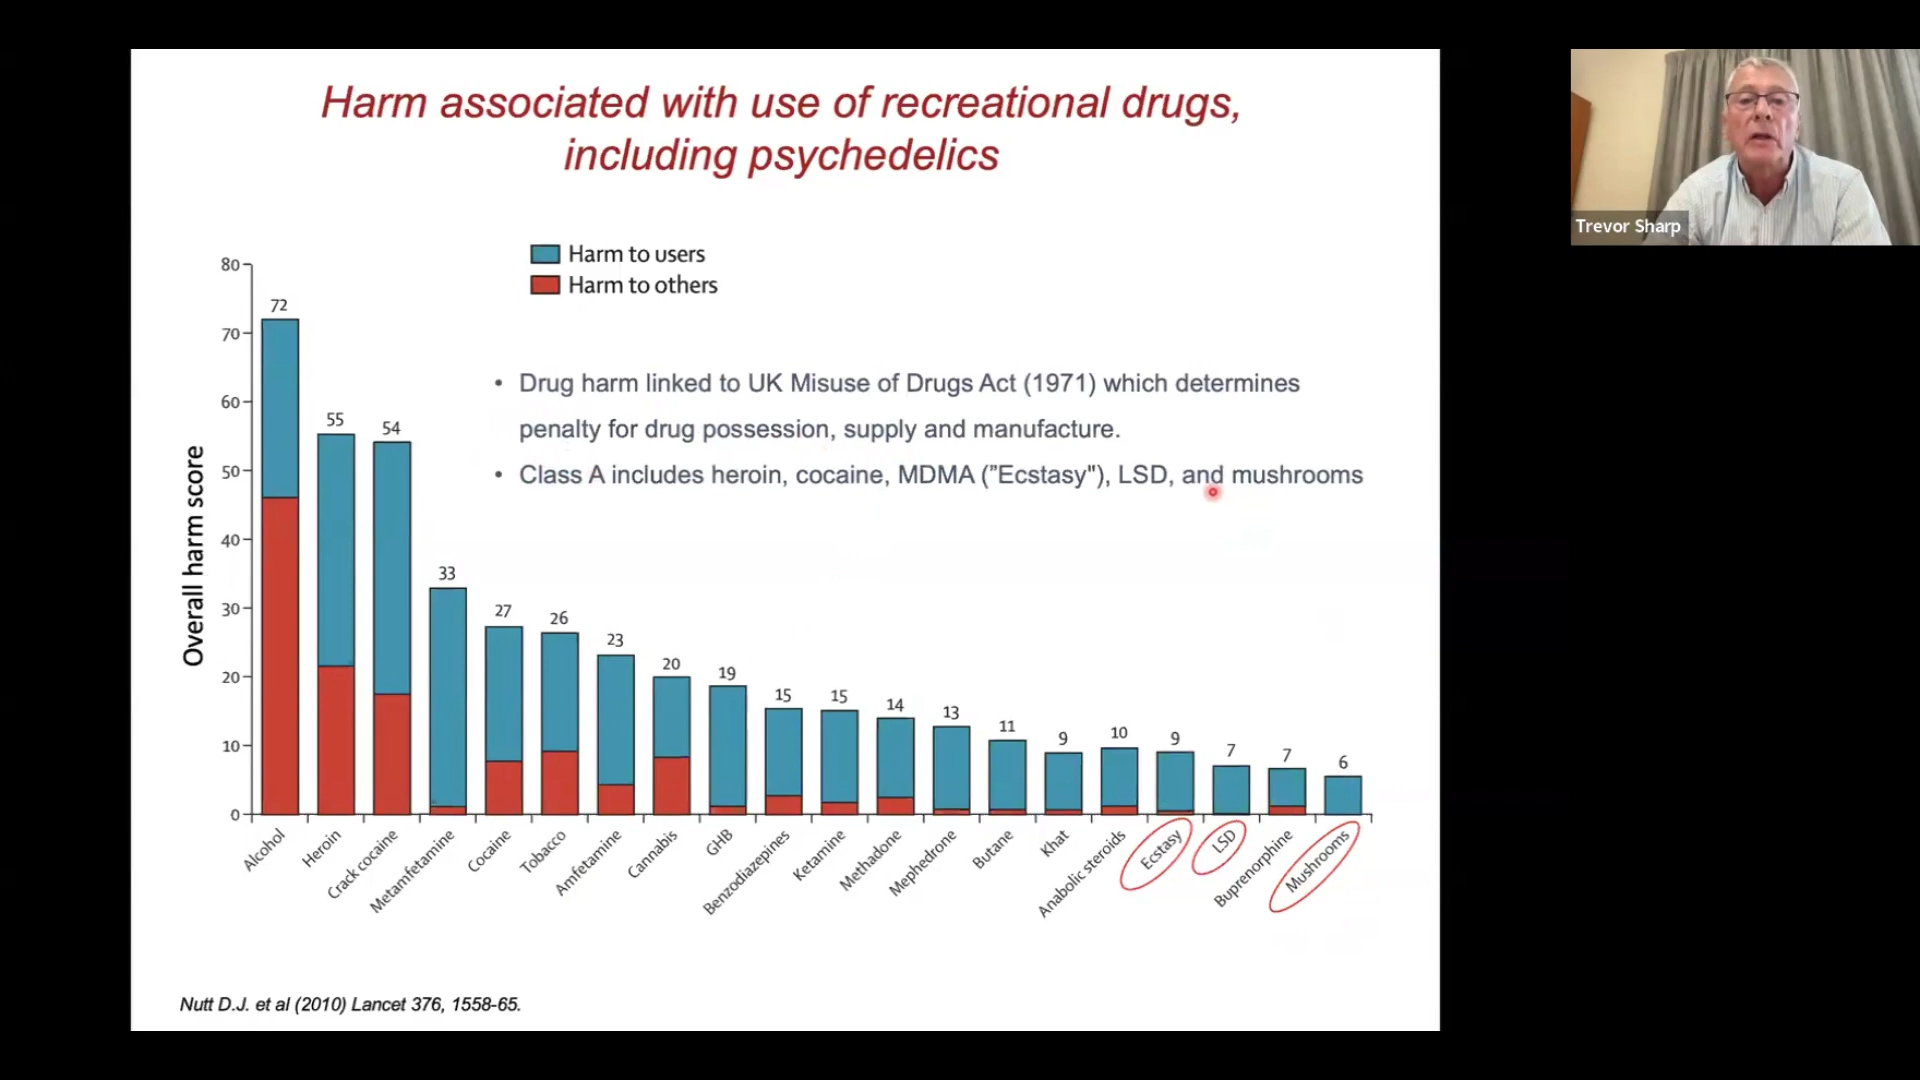 Harm associated with use of recreational drugs,
including psychedelics
Trevor Sharp
Harm to users
Harm to others
• Drug harm linked to UK Misuse of Drugs Act (1971) which determines
penalty for drug possession, supply and manufacture.
• Class A includes heroin, cocaine, MDMA ("Ecstasy"), LSD, and mushrooms
Overall harm score
80
70
60
50
40
30
20
10
0
72
55
54
33
27
26
23
20
19
15
15
14
13
11
9
10
9
7
7
6
Alcohol
Heroin
Crack cocaine
Metamfetamine
Cocaine
Tobacco
Amfetamine
Cannabis
GHB
Benzodiazepines
Ketamine
Methadone
Mephedrone
Butane
Khat
Anabolic steroids
Ecstasy
LSD
Buprenorphine
Mushrooms
Nutt D.J. et al (2010) Lancet 376, 1558-65.